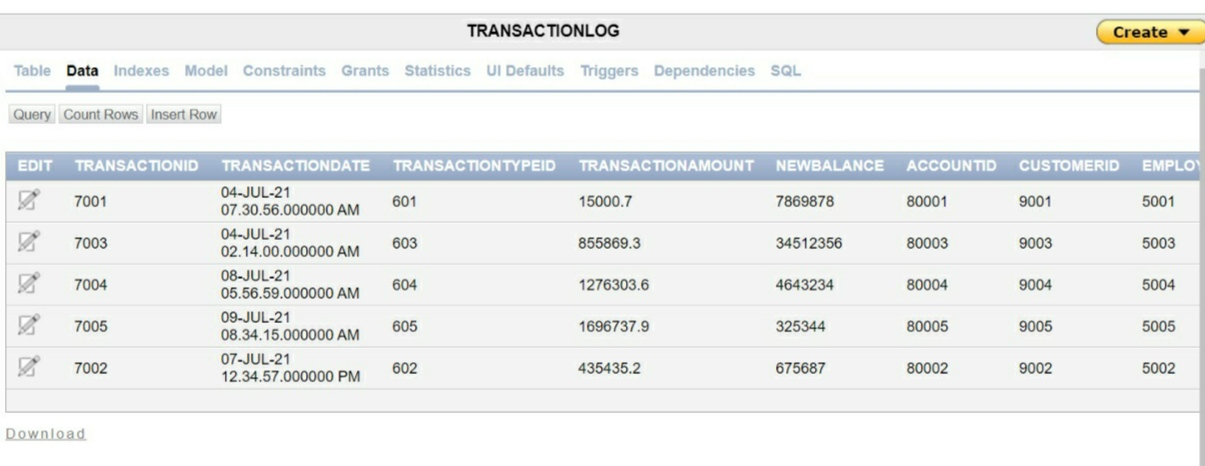 TRANSACTIONLOG
Create
Table Data Indexes Model Constraints Grants Statistics UI Defaults Triggers Dependencies SQL
Query Count Rows Insert Row
EDIT TRANSACTIONID TRANSACTIONDATE TRANSACTIONTYPEID TRANSACTIONAMOUNT NEWBALANCE ACCOUNTID CUSTOMERID EMPLOY
7001 04-JUL-21 07.30.56.000000 AM 601 15000.7 7869878 80001 9001 5001
7003 04-JUL-21 02.14.00.000000 AM 603 855869.3 34512356 80003 9003 5003
7004 08-JUL-21 05.56.59.000000 AM 604 1276303.6 4643234 80004 9004 5004
7005 09-JUL-21 08.34.15.000000 AM 605 1696737.9 325344 80005 9005 5005
7002 07-JUL-21 12.34.57.000000 PM 602 435435.2 675687 80002 9002 5002
Download